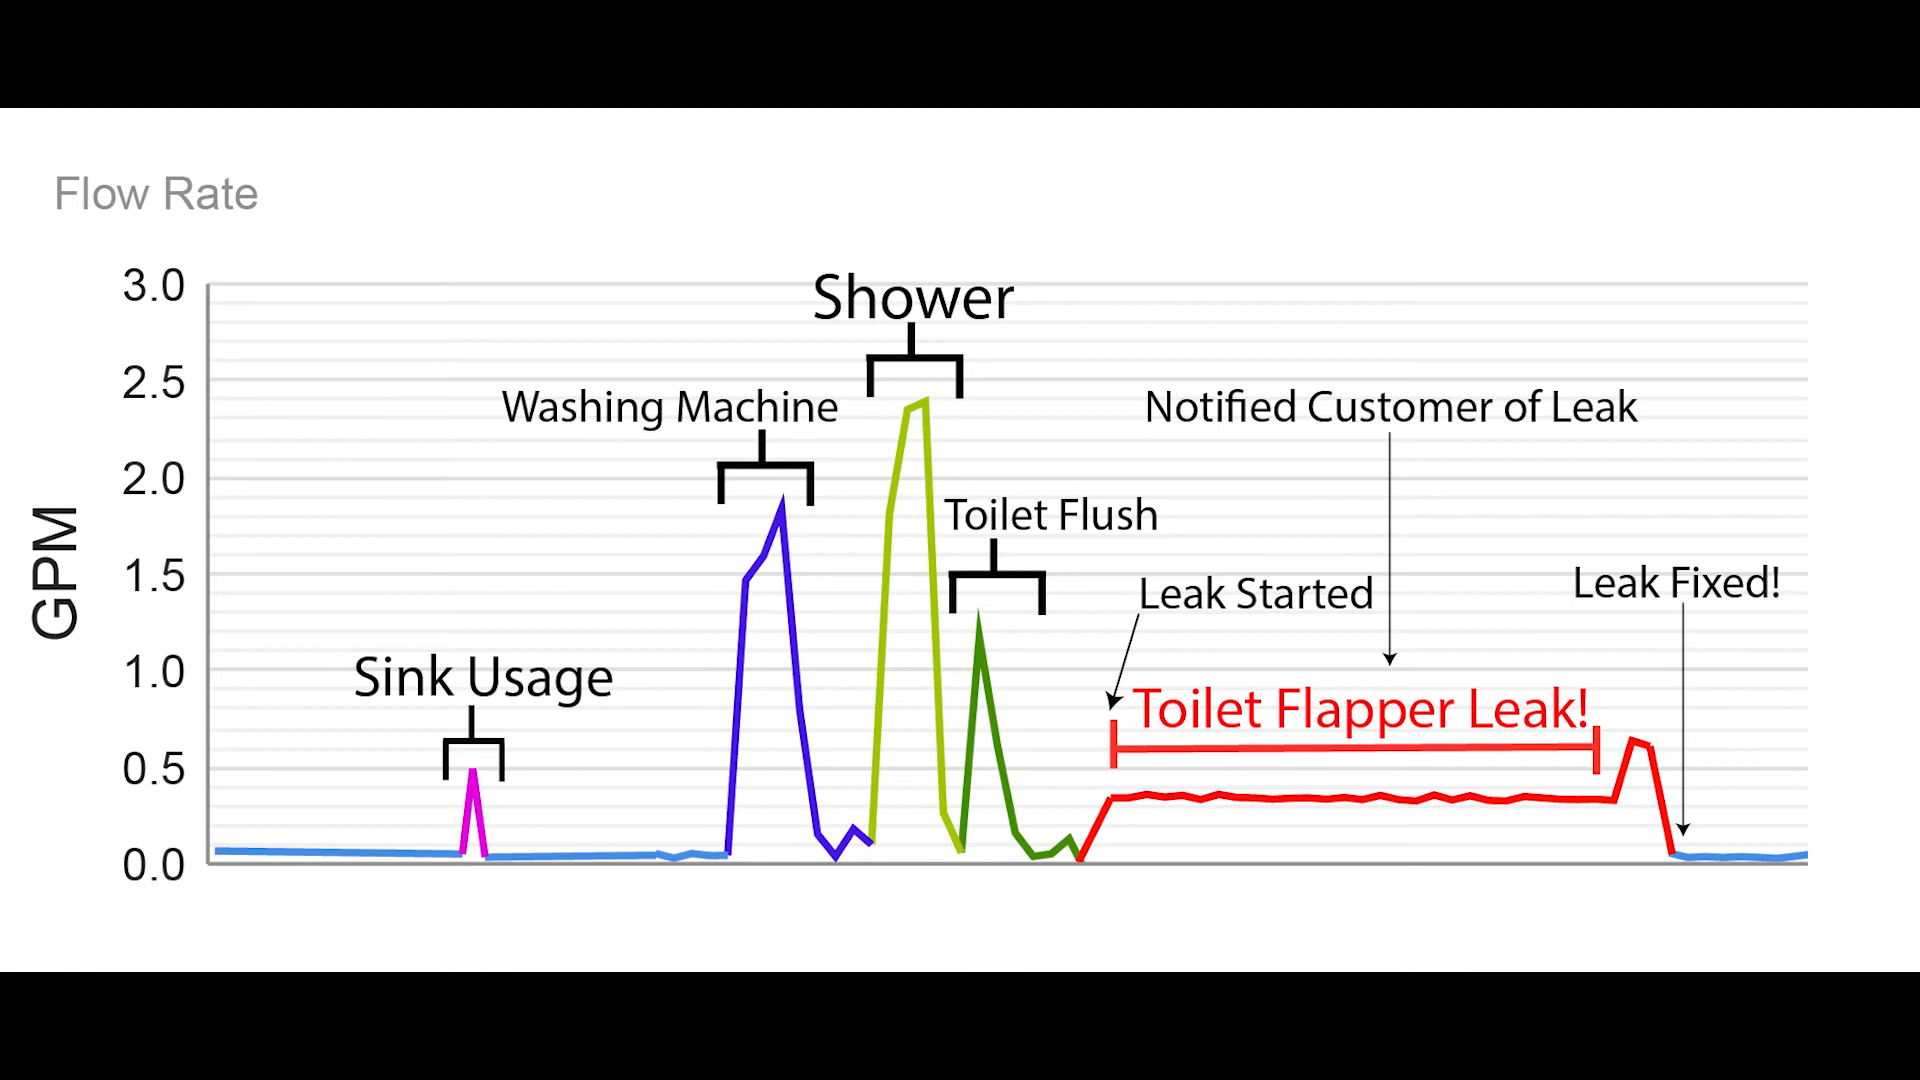 Flow Rate
GPM
3.0
2.5
2.0
1.5
1.0
0.5
0.0
Sink Usage
Washing Machine
Shower
Toilet Flush
Leak Started
Notified Customer of Leak
Toilet Flapper Leak!
Leak Fixed!